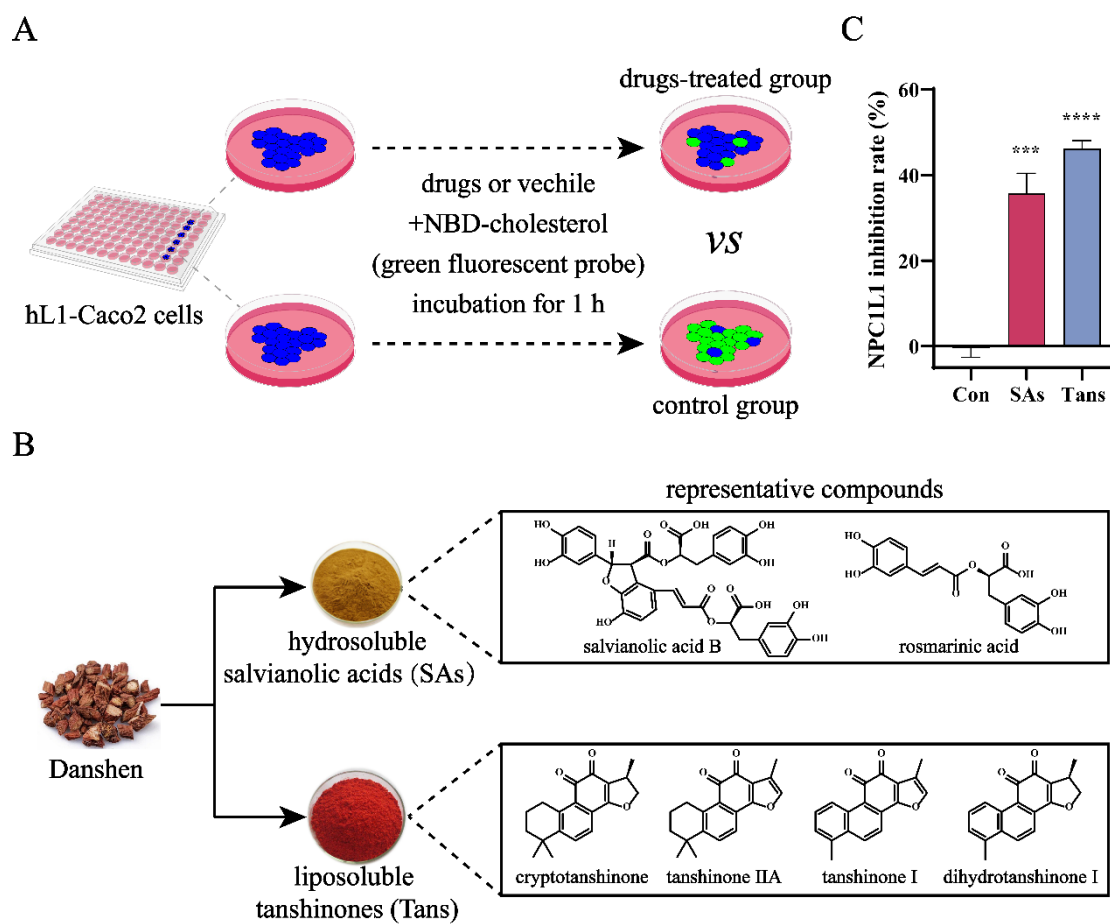 A
drugs-treated group
drugs or vechile
+NBD-cholesterol
(green fluorescent probe)
incubation for 1 h
vs
hL1-Caco2 cells
control group
C
NPC1L1 inhibition rate (%)
60
40
20
0
***
****
Con SAs Tans
B
representative compounds
Danshen
hydrosoluble
salvianolic acids (SAs)
HO
HO
H
O
O
O
OH
OH
OH
O
HO
O
O
O
OH
OH
OH
salvianolic acid B
HO
HO
O
O
O
OH
OH
OH
rosmarinic acid
liposoluble
tanshinones (Tans)
O
O
O
cryptotanshinone
O
O
O
tanshinone IIA
O
O
O
tanshinone I
O
O
O
dihydrotanshinone I